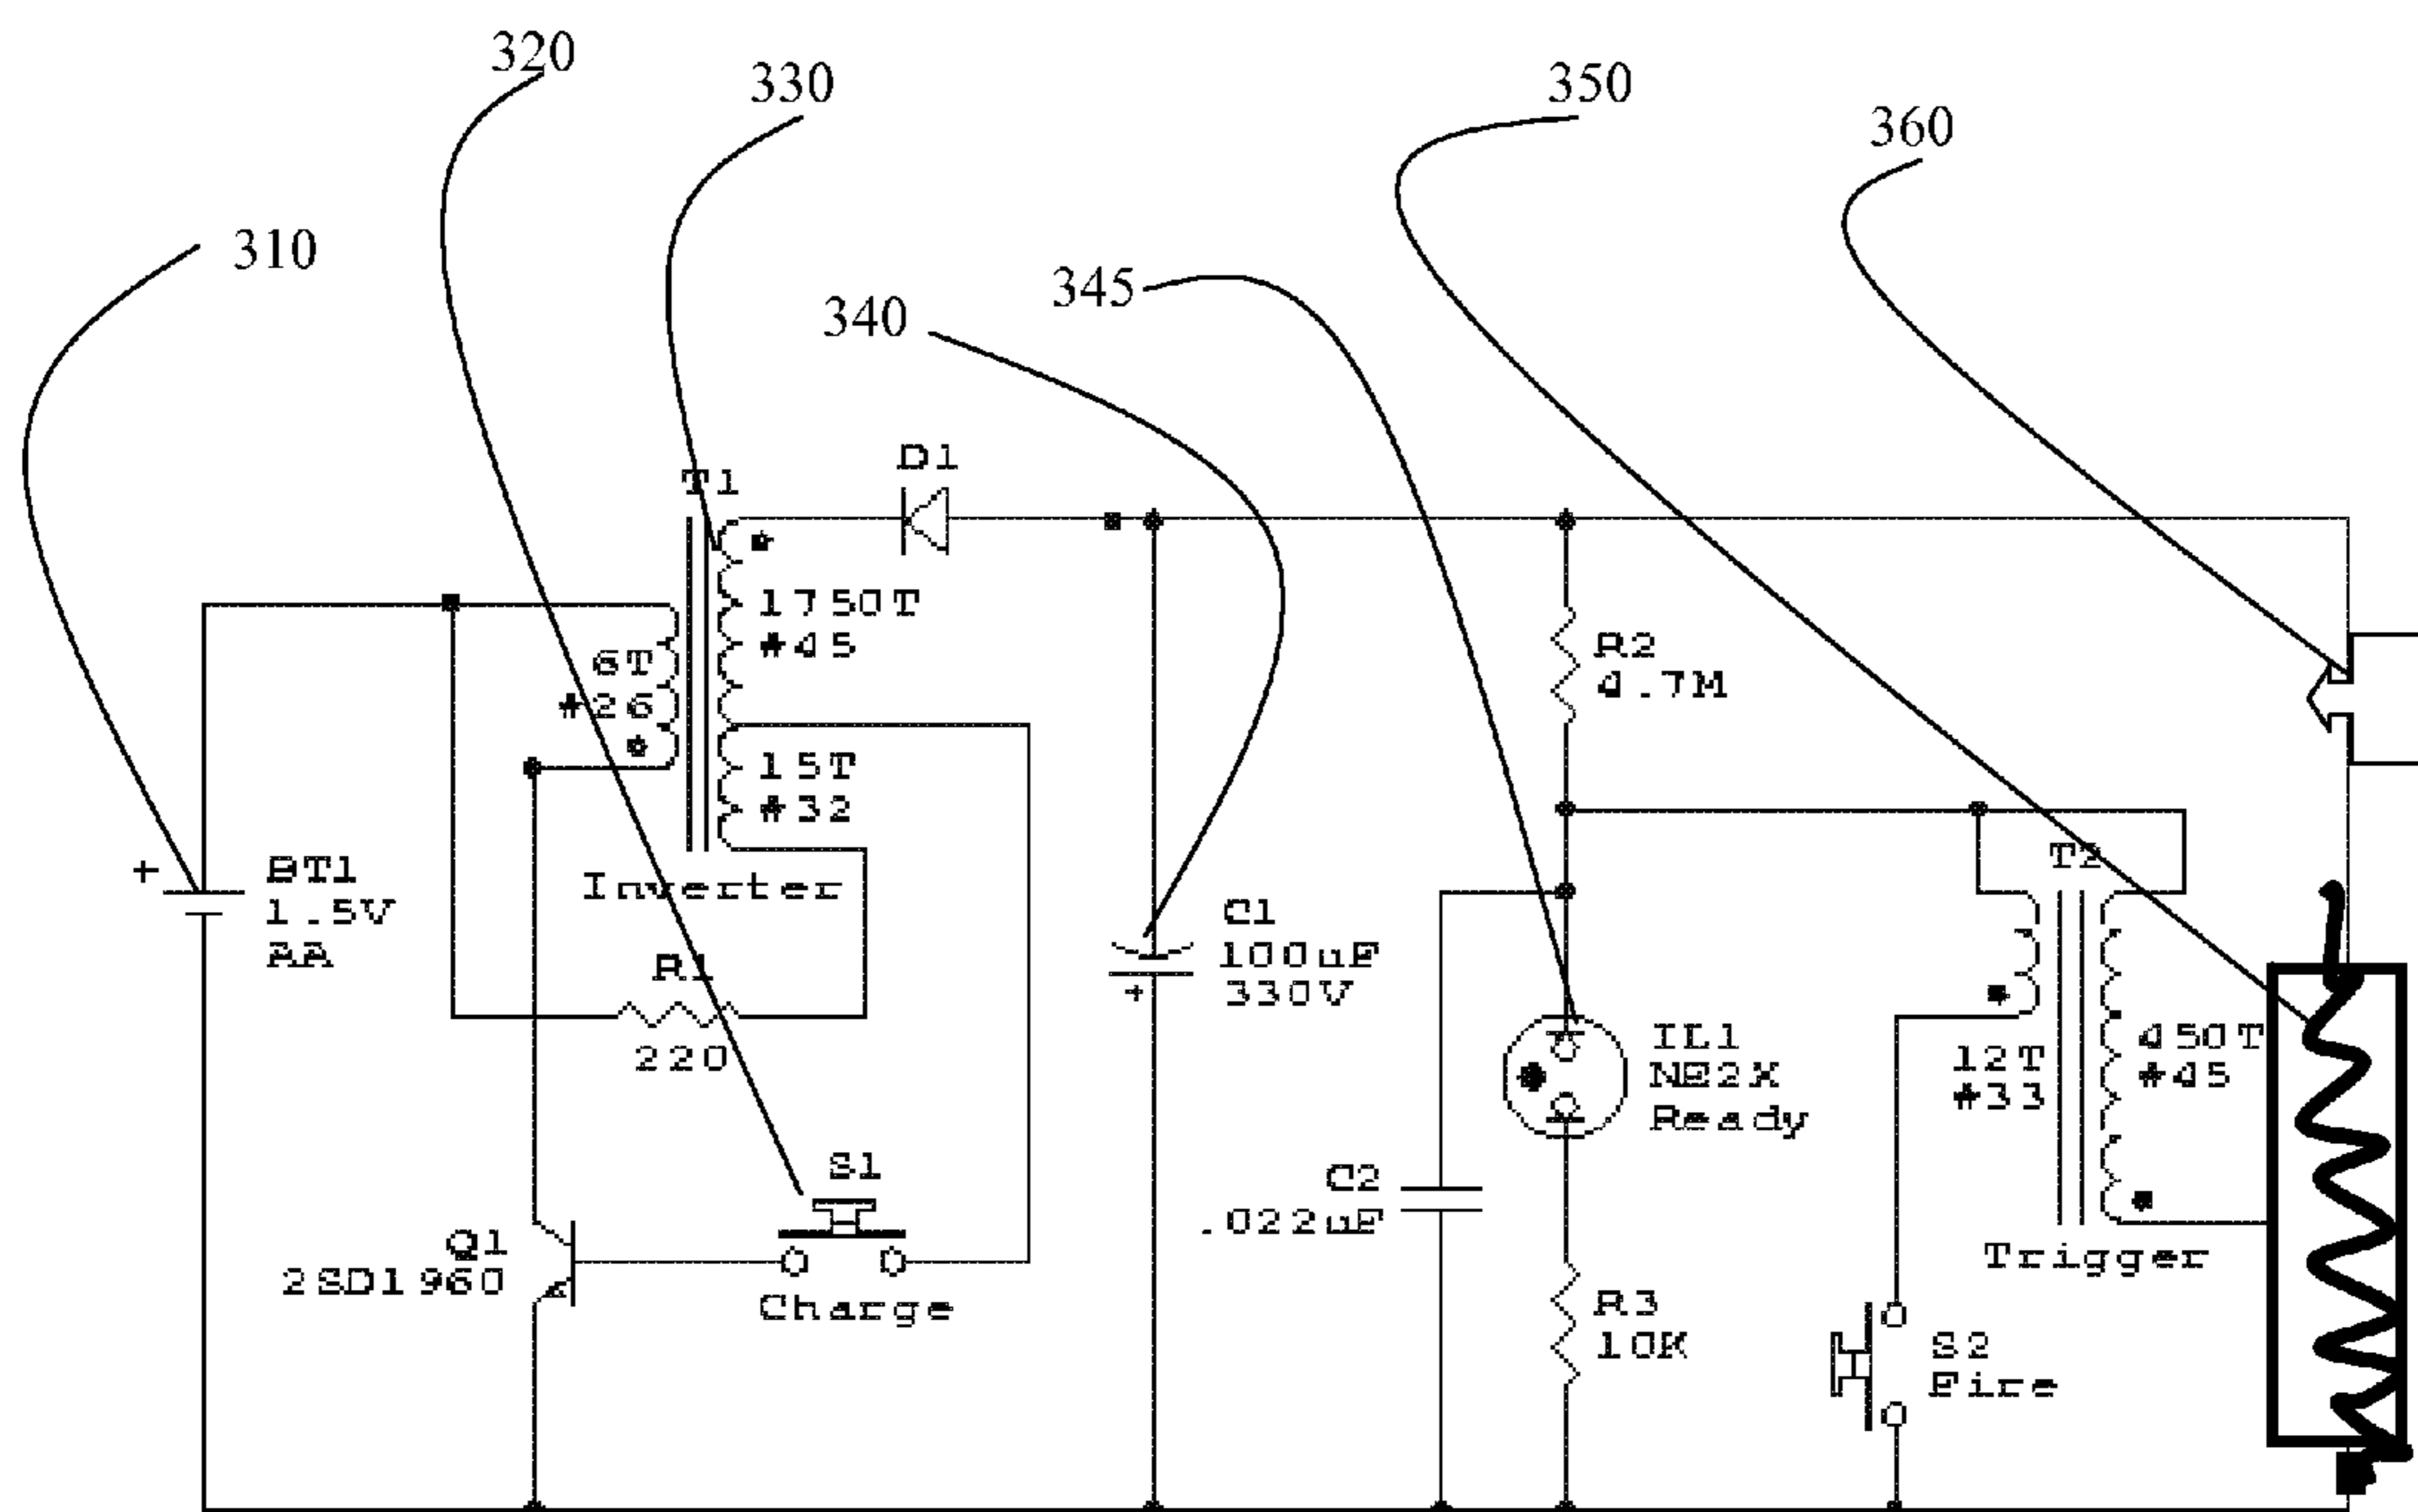 320
330
350
360
310
345
340
D1
T1
1750T
#45
6T
#26
R2
4.7M
15T
#32
T2
+
BT1
1.5V
AA
Inverter
C1
100uF
330V
+
R1
220
IL1
NE2X
Ready
12T
#33
450T
#45
S1
C2
.022uF
Q1
2SD1960
Charge
Trigger
R3
10K
S2
Fire